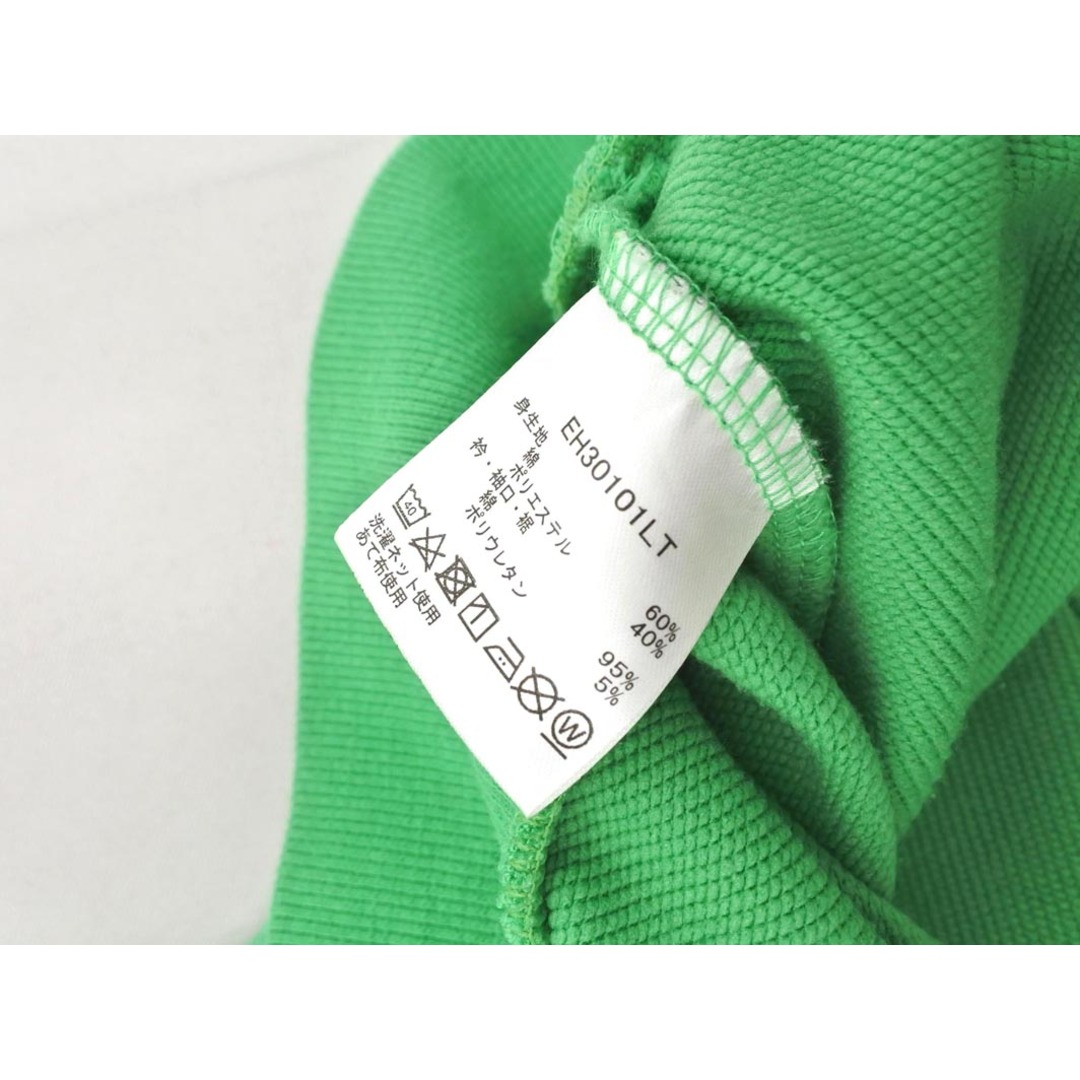 EH30101LT
身生地
綿 60%
ポリエステル 40%
衿・袖口・裾
綿 95%
ポリウレタン 5%
40
W
洗濯ネット使用
あて布使用